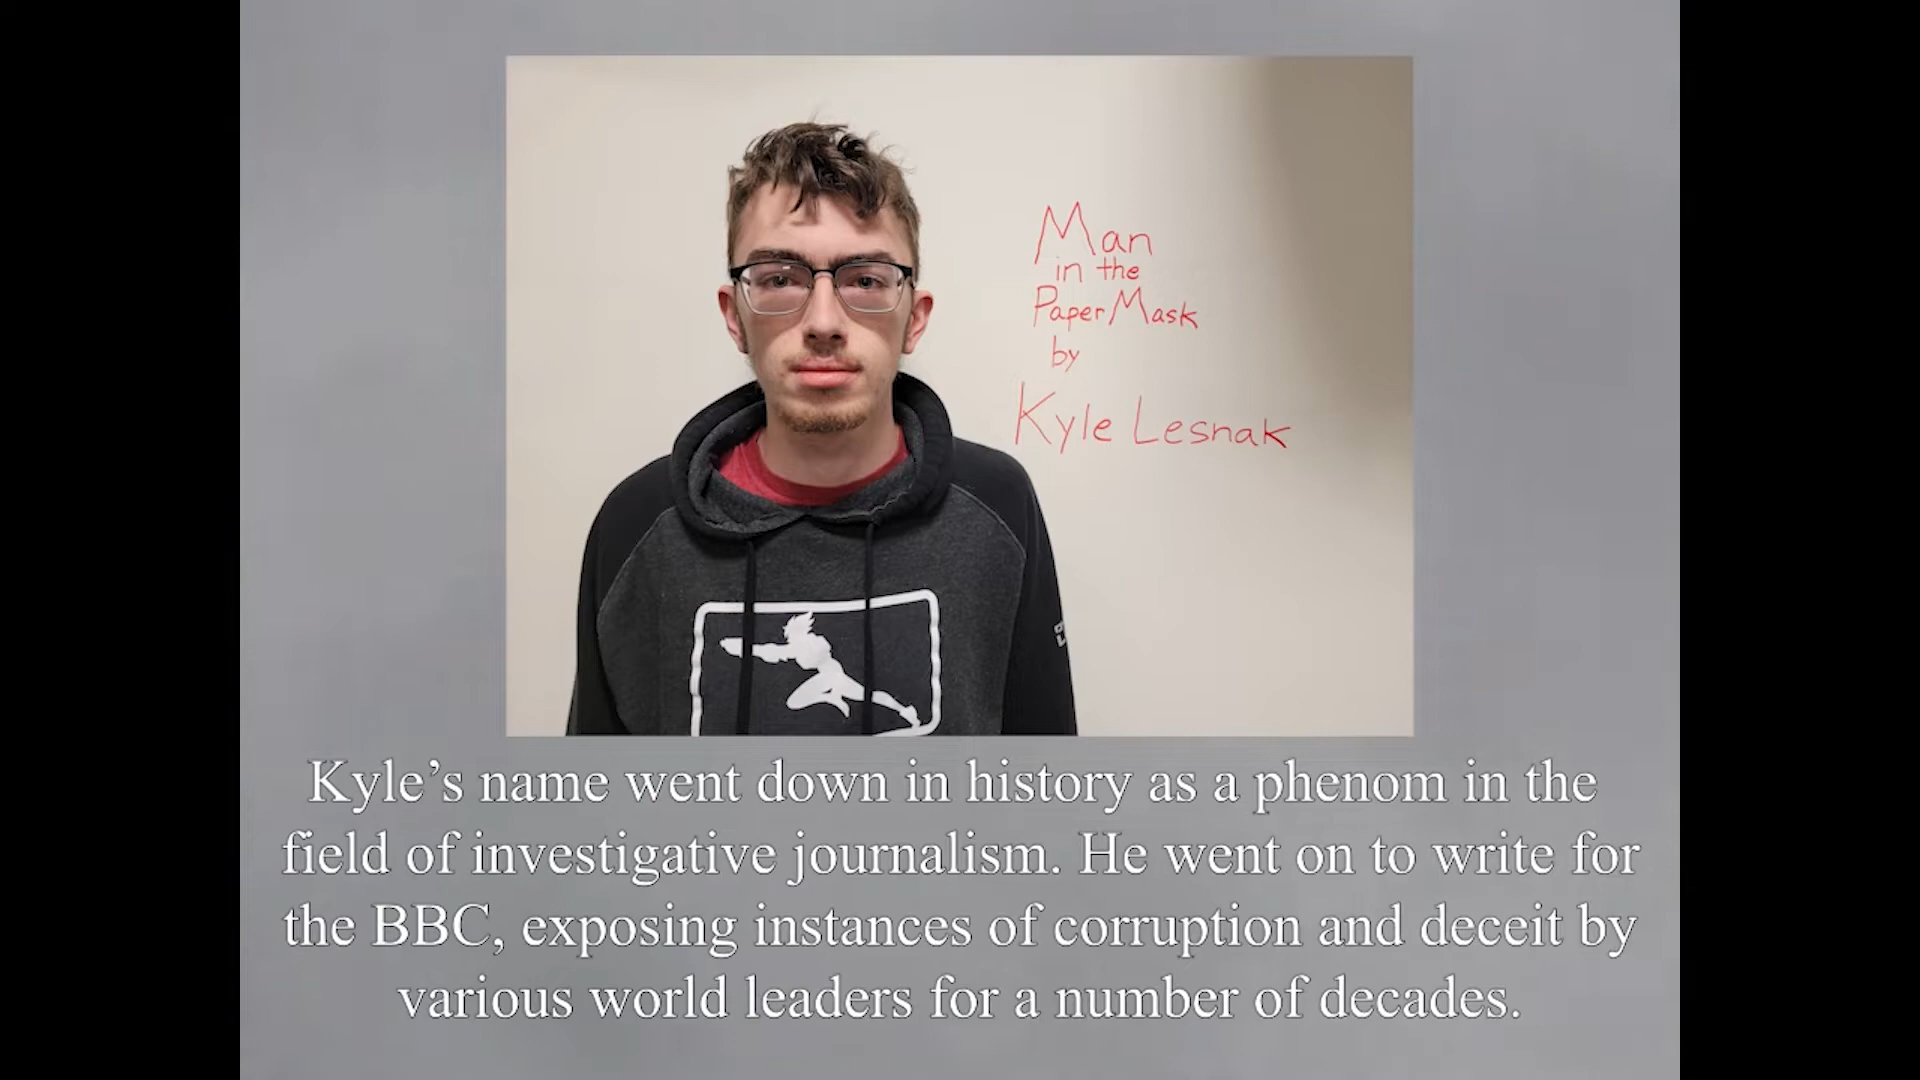 Man
in the
Paper Mask
by
Kyle Lesnak
Kyle’s name went down in history as a phenom in the
field of investigative journalism. He went on to write for
the BBC, exposing instances of corruption and deceit by
various world leaders for a number of decades.